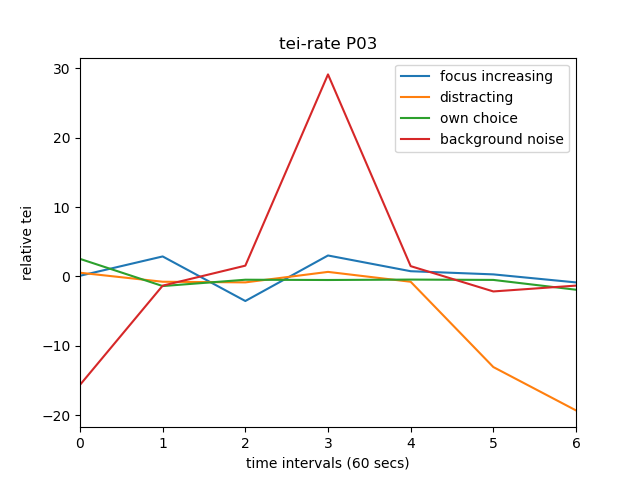 tei-rate P03
focus increasing
distracting
own choice
background noise
relative tei
30
20
10
0
−10
−20
0 1 2 3 4 5 6
time intervals (60 secs)